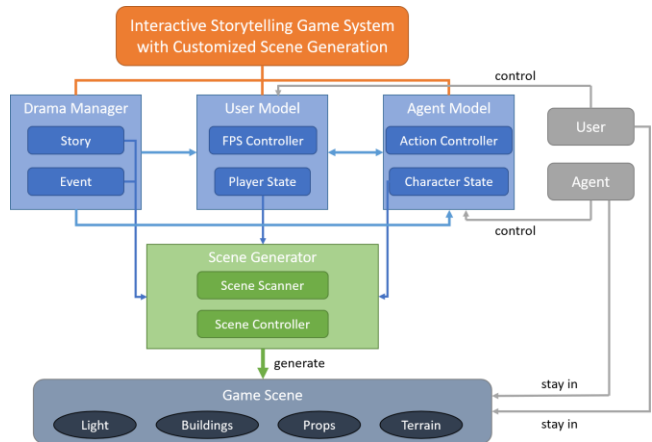 Interactive Storytelling Game System
with Customized Scene Generation
control
Drama Manager
User Model
Agent Model
Story
FPS Controller
Action Controller
User
Event
Player State
Character State
Agent
control
Scene Generator
Scene Scanner
Scene Controller
generate
Game Scene
stay in
Light
Buildings
Props
Terrain
stay in